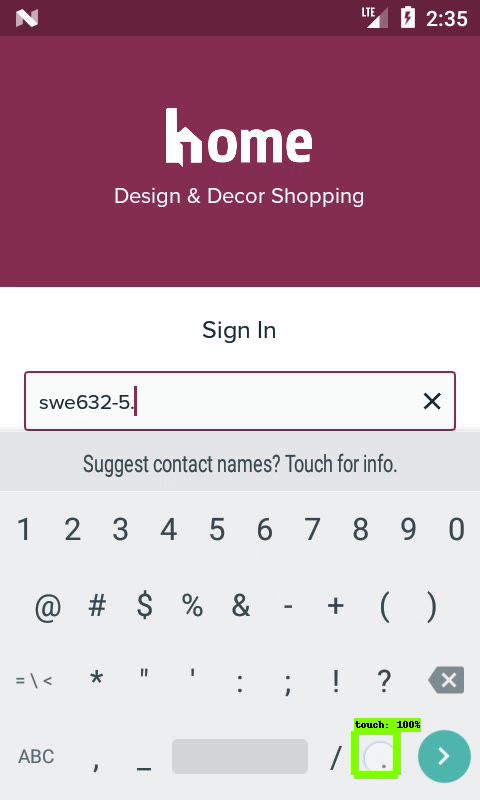 LTE 2:35
home
Design & Decor Shopping
Sign In
swe632-5.
Suggest contact names? Touch for info.
1 2 3 4 5 6 7 8 9 0
@ # $ % & - + ( )
= \ < * " ' : ; ! ?
touch: 100%
ABC , _ / .